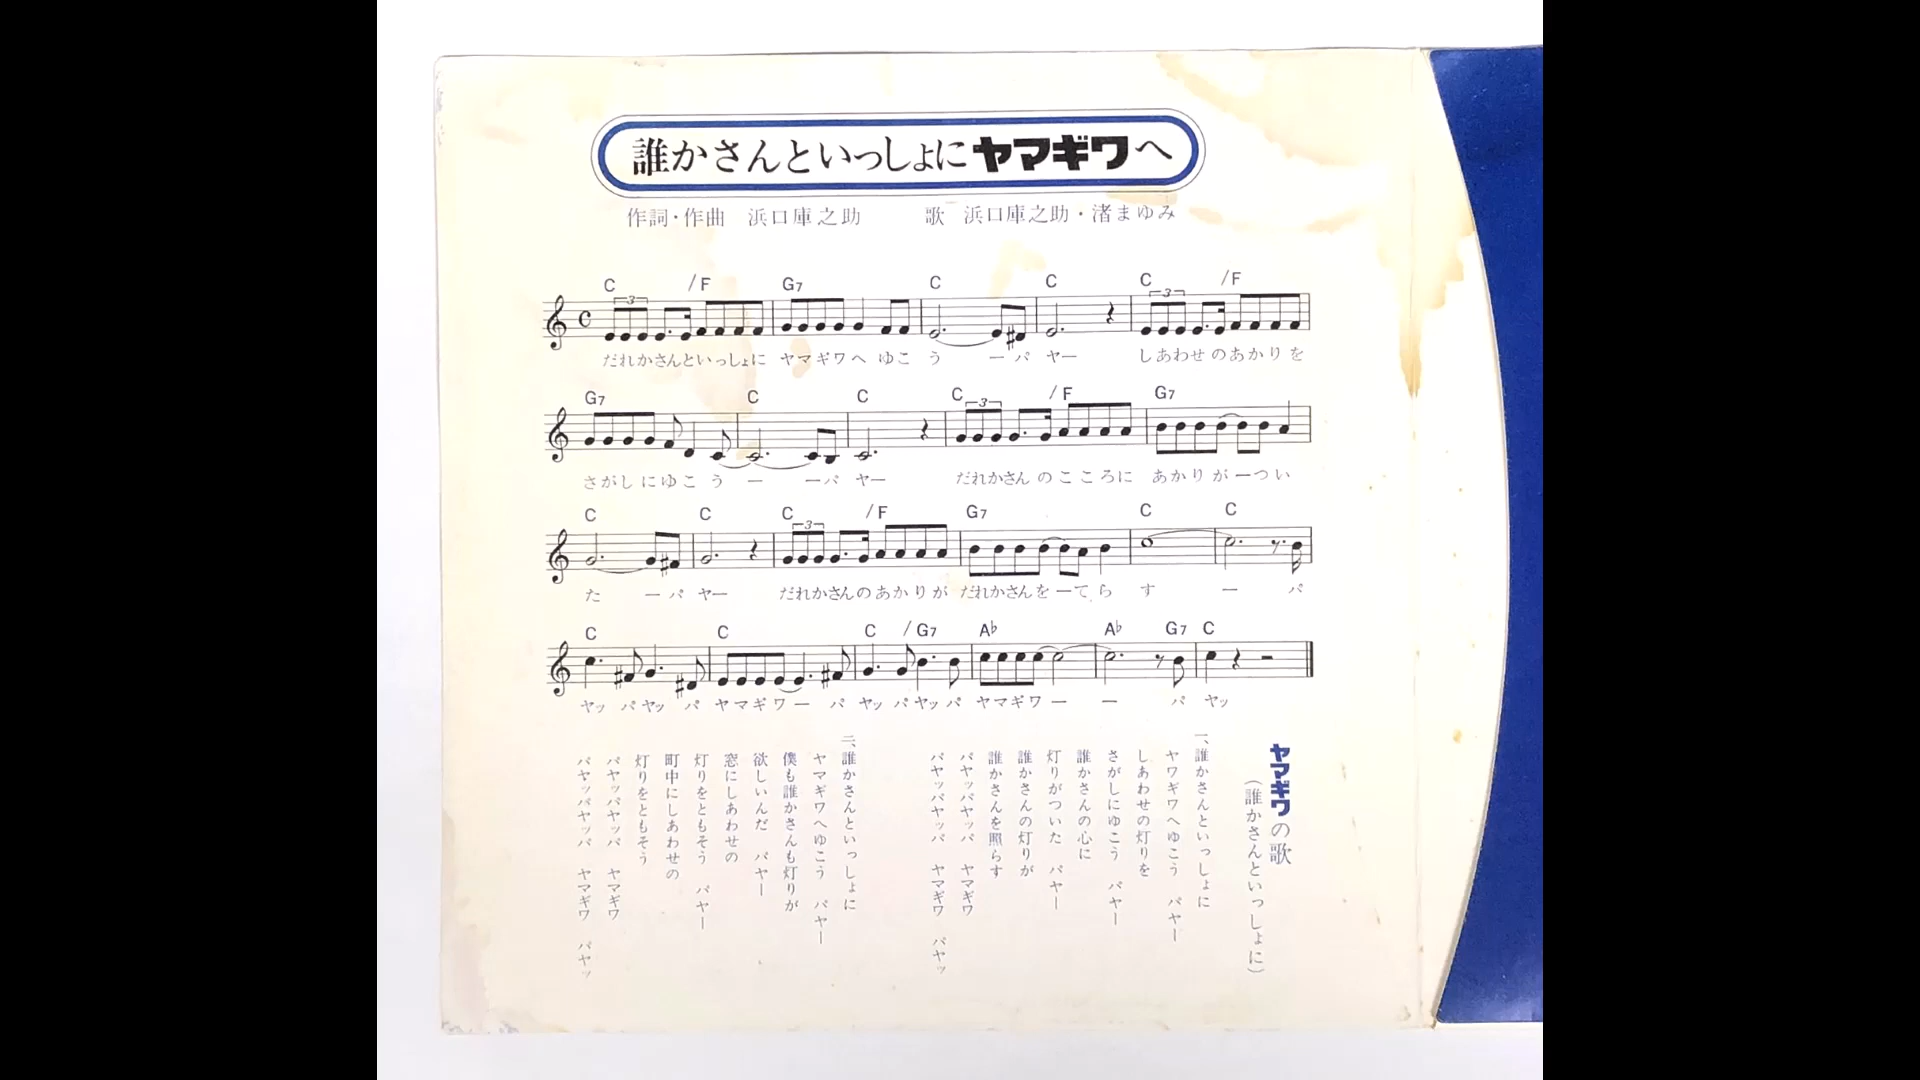 誰かさんといっしょにヤマギワへ
作詞・作曲 浜口庫之助 歌 浜口庫之助・渚まゆみ
C /F G7 C C C /F
3 3
だれかさんといっしょに ヤマギワへ ゆこ う ーパ ヤー しあわせのあかりを
G7 C C C /F G7
3
さがしにゆこ う ー ーパ ヤー だれかさん のこころに あかりがーつい
C C C /F G7 C C
3
た ーパ ヤー だれかさんのあかりが だれかさんをーてら す ー パ
C C C /G7 A♭ A♭ G7 C
ヤッ パヤッ パ ヤマギワー パ ヤッ パヤッパ ヤマギワ ー ー パ ヤッ
ヤマギワの歌
(誰かさんといっしょに)
一、誰かさんといっしょに
ヤワギワへゆこう パヤー
しあわせの灯りを
さがしにゆこう パヤー
誰かさんの心に
灯りがついた パヤー
誰かさんの灯りが
誰かさんを照らす
パヤッパヤッパ ヤマギワ
パヤッパヤッパ ヤマギワ パヤッ
二、誰かさんといっしょに
ヤマギワへゆこう パヤー
僕も誰かさんも灯りが
欲しいんだ パヤー
窓にしあわせの
灯りをともそう パヤー
町中にしあわせの
灯りをともそう
パヤッパヤッパ ヤマギワ
パヤッパヤッパ ヤマギワ パヤッ